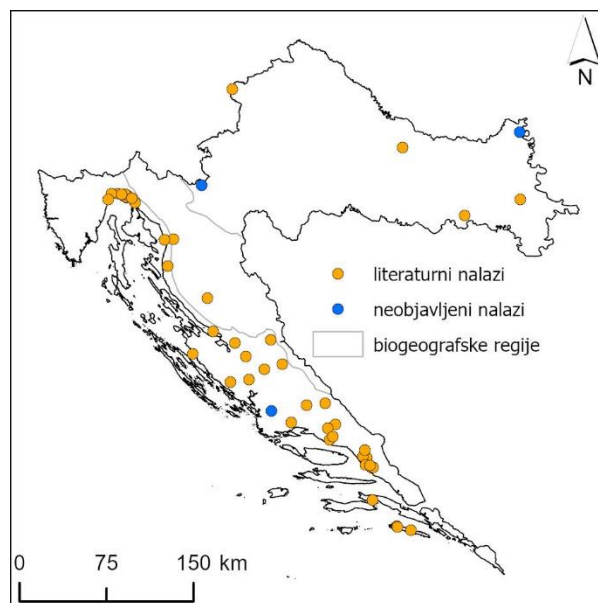 N
literaturni nalazi
neobjavljeni nalazi
biogeografske regije
0 75 150 km